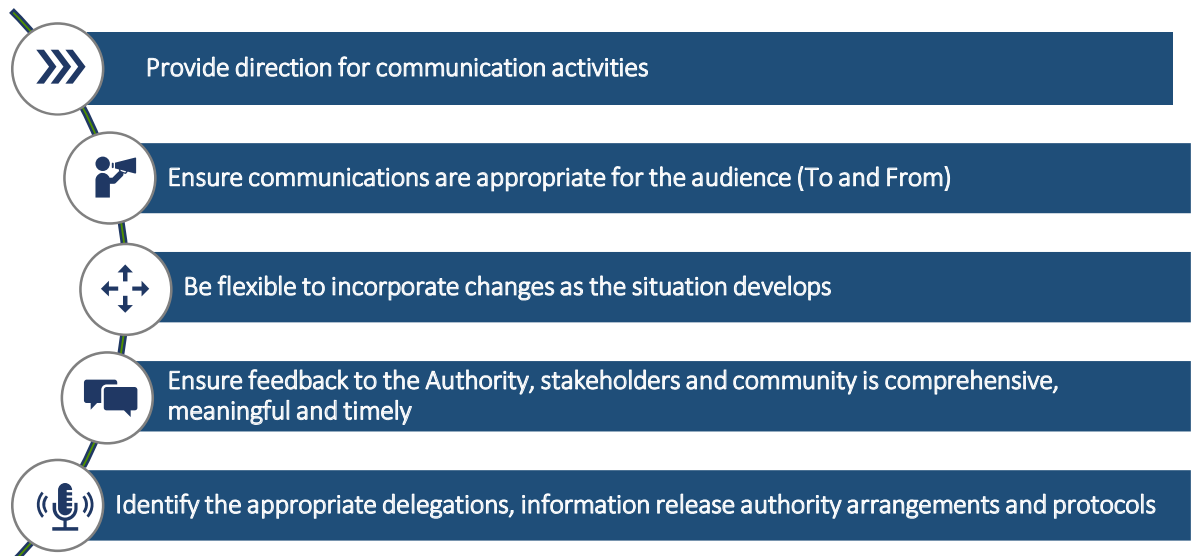 Provide direction for communication activities
Ensure communications are appropriate for the audience (To and From)
Be flexible to incorporate changes as the situation develops
Ensure feedback to the Authority, stakeholders and community is comprehensive,
meaningful and timely
Identify the appropriate delegations, information release authority arrangements and protocols